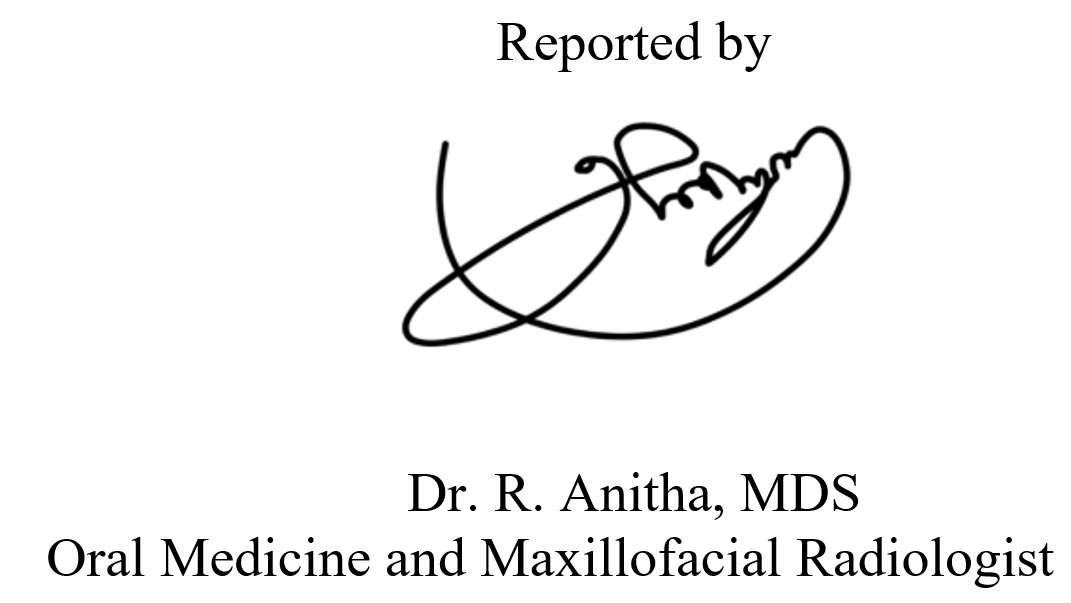 Reported by
Dr. R. Anitha, MDS
Oral Medicine and Maxillofacial Radiologist